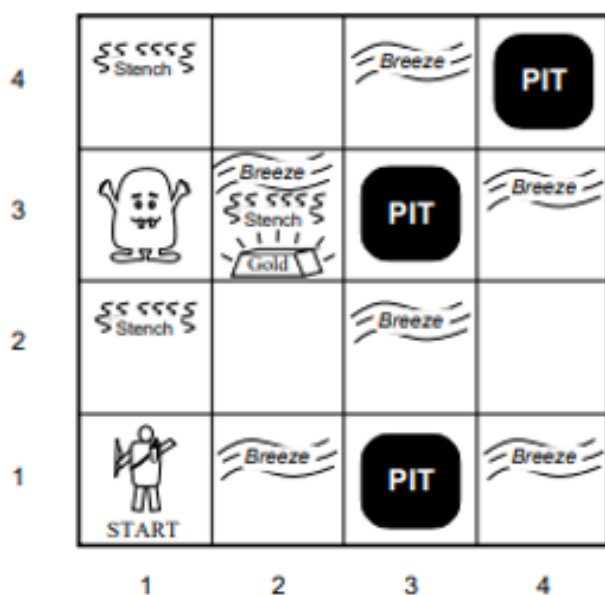 4
Stench
Breeze
PIT
3
Breeze
Stench
Gold
PIT
Breeze
2
Stench
Breeze
1
START
Breeze
PIT
Breeze
1 2 3 4